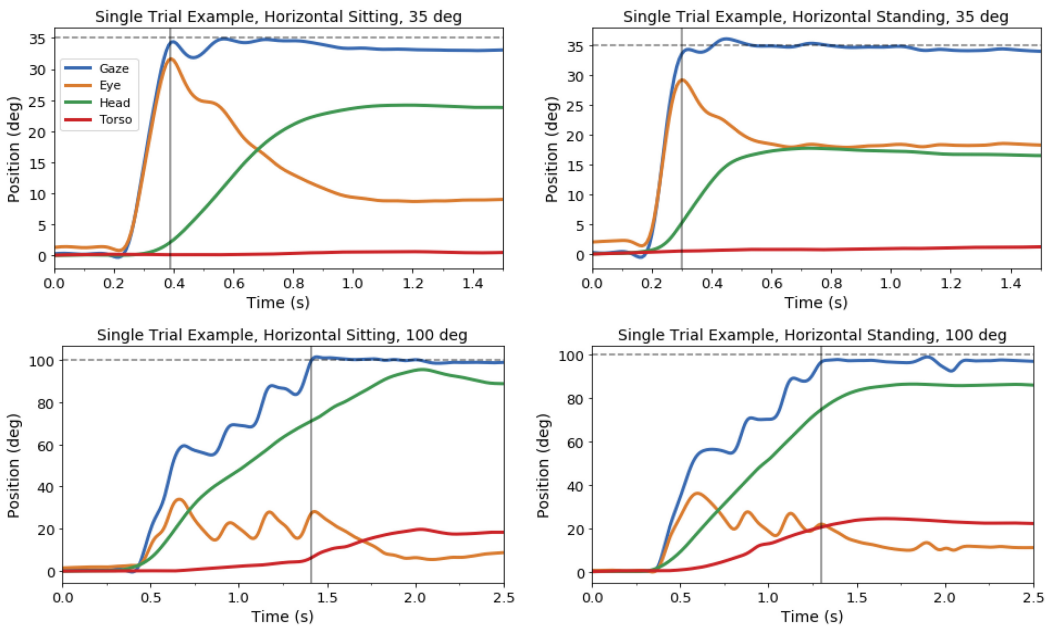 Single Trial Example, Horizontal Sitting, 35 deg
Position (deg)
35
30
25
20
15
10
5
0
Gaze
Eye
Head
Torso
0.0 0.2 0.4 0.6 0.8 1.0 1.2 1.4
Time (s)
Single Trial Example, Horizontal Standing, 35 deg
Position (deg)
35
30
25
20
15
10
5
0
0.0 0.2 0.4 0.6 0.8 1.0 1.2 1.4
Time (s)
Single Trial Example, Horizontal Sitting, 100 deg
Position (deg)
100
80
60
40
20
0
0.0 0.5 1.0 1.5 2.0 2.5
Time (s)
Single Trial Example, Horizontal Standing, 100 deg
Position (deg)
100
80
60
40
20
0
0.0 0.5 1.0 1.5 2.0 2.5
Time (s)